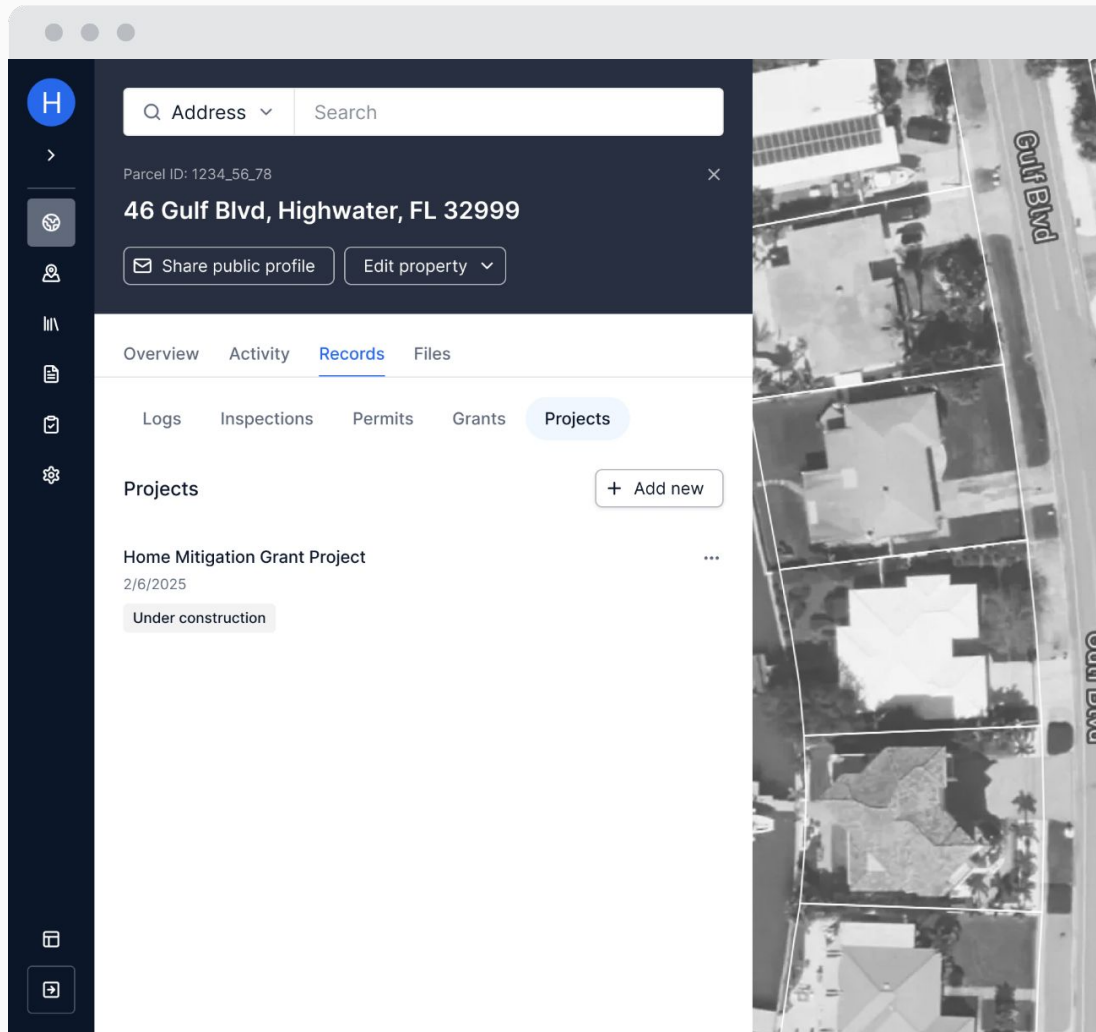 H
Address
Search
Parcel ID: 1234_56_78
46 Gulf Blvd, Highwater, FL 32999
Share public profile
Edit property
Overview Activity Records Files
Logs Inspections Permits Grants Projects
Projects
+ Add new
Home Mitigation Grant Project
2/6/2025
Under construction
Gulf Blvd
Gulf Blvd